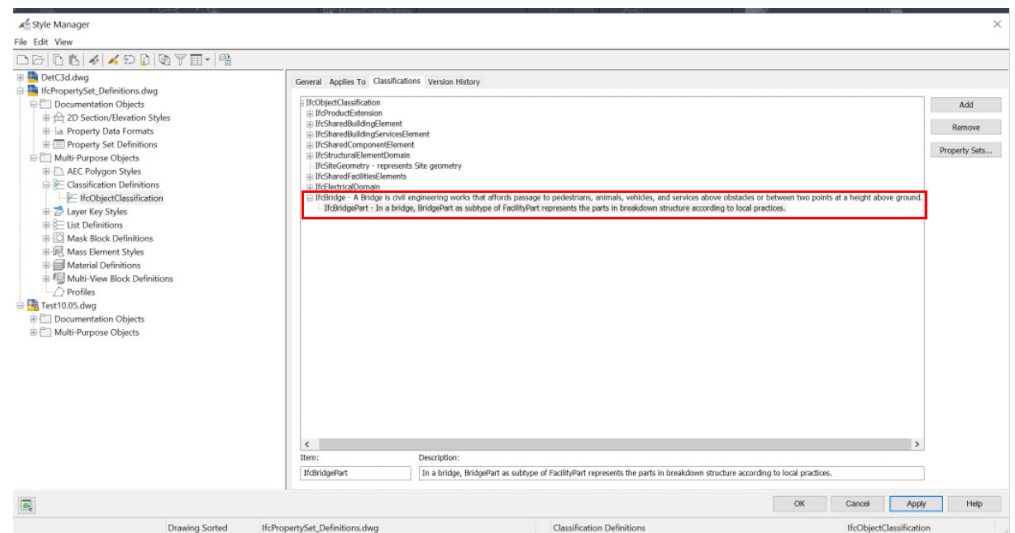 Style Manager
File Edit View
DetC3d.dwg
IfcPropertySet_Definitions.dwg
Documentation Objects
2D Section/Elevation Styles
Property Data Formats
Property Set Definitions
Multi-Purpose Objects
AEC Polygon Styles
Classification Definitions
IfcObjectClassification
Layer Key Styles
List Definitions
Mask Block Definitions
Mass Element Styles
Material Definitions
Multi-View Block Definitions
Profiles
Test10.05.dwg
Documentation Objects
Multi-Purpose Objects
General Applies To Classifications Version History
IfcObjectClassification
IfcProductExtension
IfcSharedBuildingElement
IfcSharedBuildingServicesElement
IfcSharedComponentElement
IfcStructuralElementDomain
IfcSiteGeometry - represents Site geometry
IfcSharedFacilitiesElements
IfcElectricalDomain
IfcBridge - A Bridge is civil engineering works that affords passage to pedestrians, animals, vehicles, and services above obstacles or between two points at a height above ground.
IfcBridgePart - In a bridge, BridgePart as subtype of FacilityPart represents the parts in breakdown structure according to local practices.
Add
Remove
Property Sets...
Item: Description:
IfcBridgePart In a bridge, BridgePart as subtype of FacilityPart represents the parts in breakdown structure according to local practices.
OK Cancel Apply Help
Drawing Sorted IfcPropertySet_Definitions.dwg Classification Definitions IfcObjectClassification